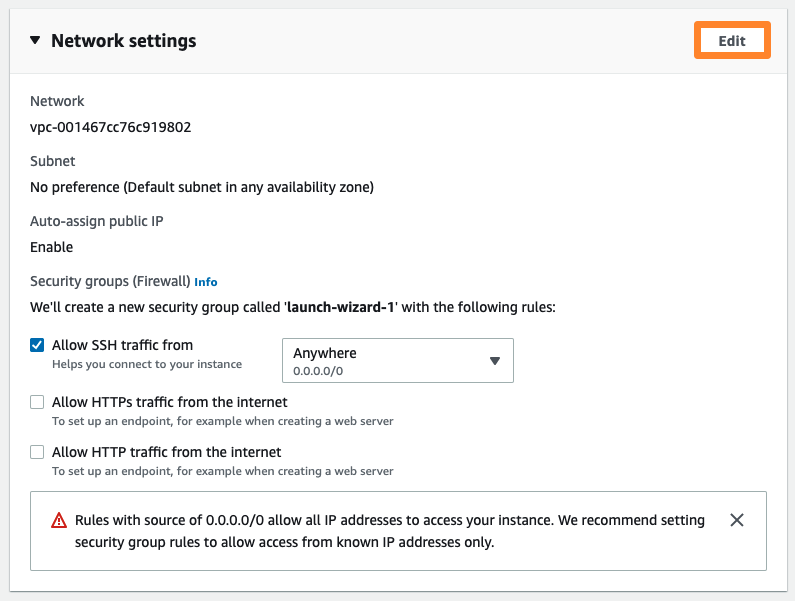 Network settings
Edit
Network
vpc-001467cc76c919802
Subnet
No preference (Default subnet in any availability zone)
Auto-assign public IP
Enable
Security groups (Firewall) Info
We'll create a new security group called 'launch-wizard-1' with the following rules:
Allow SSH traffic from
Helps you connect to your instance
Anywhere
0.0.0.0/0
Allow HTTPs traffic from the internet
To set up an endpoint, for example when creating a web server
Allow HTTP traffic from the internet
To set up an endpoint, for example when creating a web server
Rules with source of 0.0.0.0/0 allow all IP addresses to access your instance. We recommend setting
security group rules to allow access from known IP addresses only.